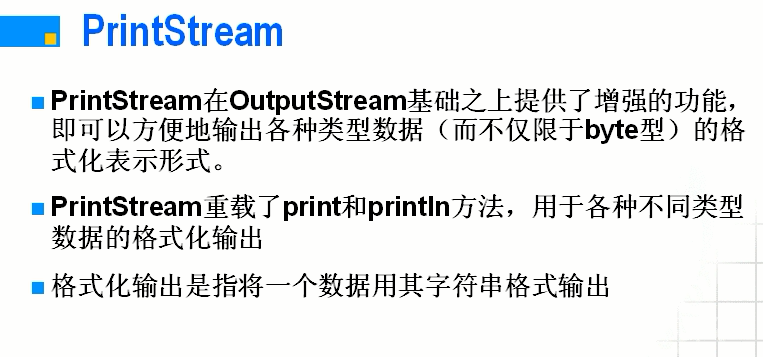 PrintStream
PrintStream在OutputStream基础之上提供了增强的功能，
即可以方便地输出各种类型数据（而不仅限于byte型）的格
式化表示形式。
PrintStream重载了print和println方法，用于各种不同类型
数据的格式化输出
格式化输出是指将一个数据用其字符串格式输出